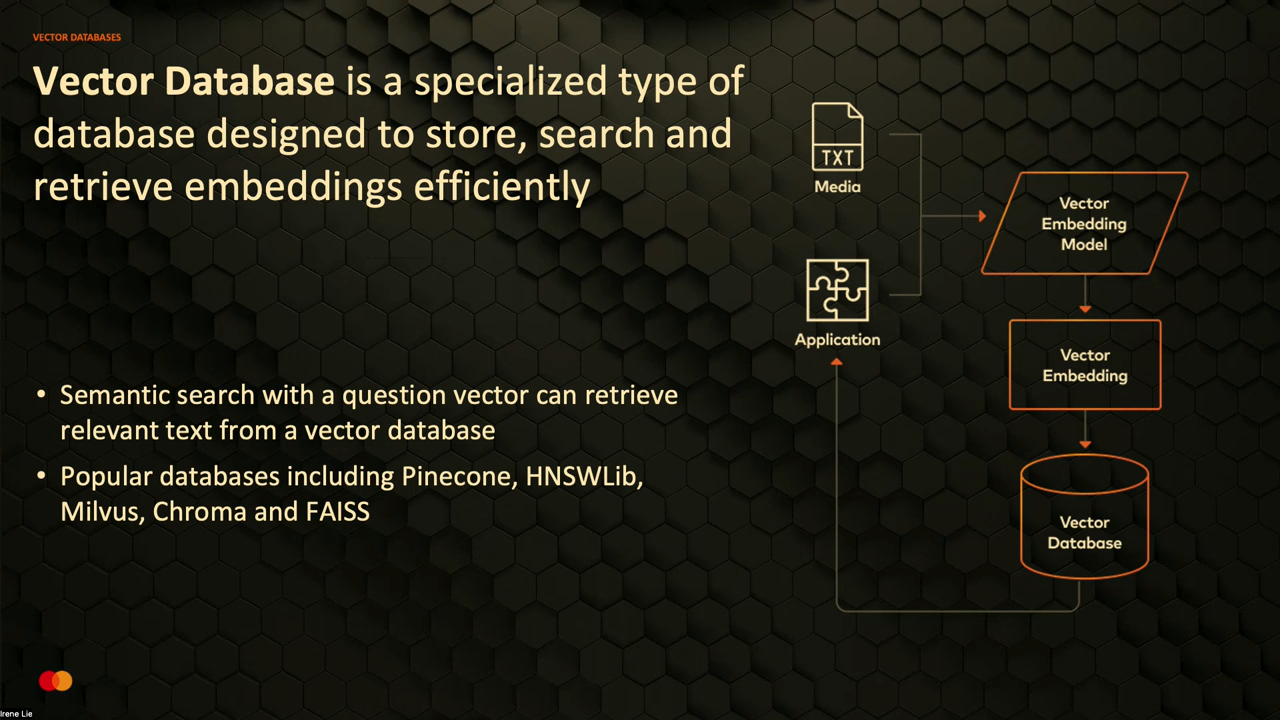 VECTOR DATABASES
Vector Database is a specialized type of
database designed to store, search and
retrieve embeddings efficiently
• Semantic search with a question vector can retrieve
relevant text from a vector database
• Popular databases including Pinecone, HNSWLib,
Milvus, Chroma and FAISS
TXT
Media
Application
Vector
Embedding
Model
Vector
Embedding
Vector
Database
Irene Lie